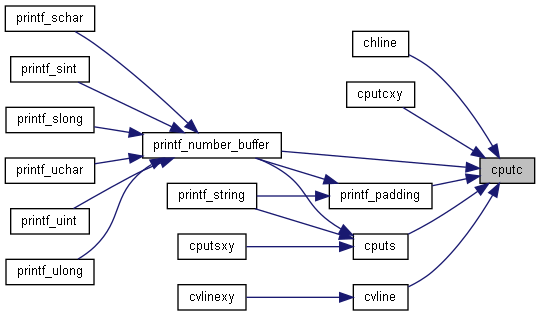 printf_schar
printf_sint
printf_slong
printf_uchar
printf_uint
printf_ulong
printf_number_buffer
printf_string
cputsxy
cvlinexy
chline
cputcxy
printf_padding
cputs
cvline
cputc